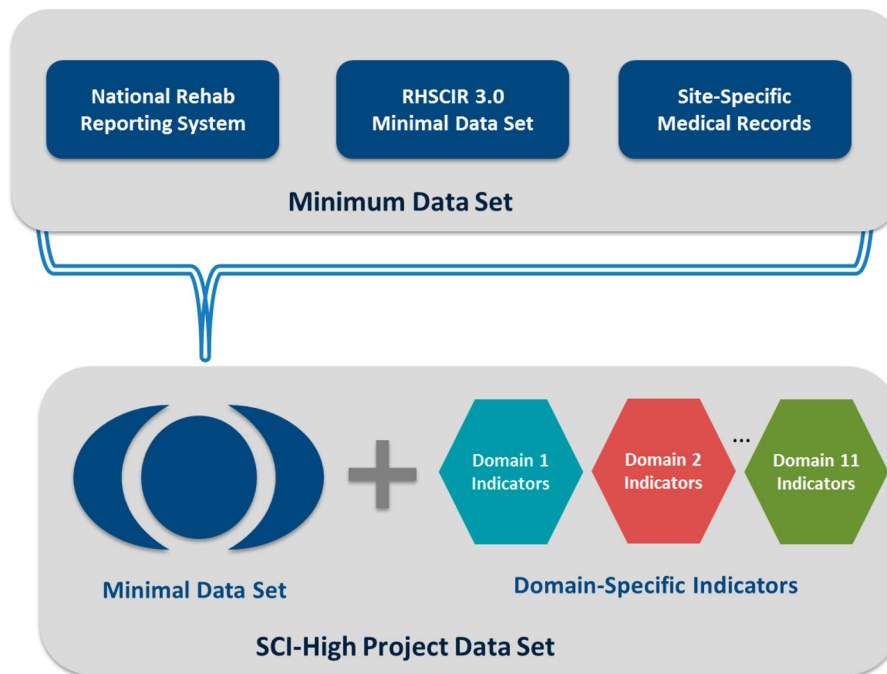 National Rehab
Reporting System
RHSCIR 3.0
Minimal Data Set
Site-Specific
Medical Records
Minimum Data Set
Domain 1
Indicators
Domain 2
Indicators
...
Domain 11
Indicators
Minimal Data Set
Domain-Specific Indicators
SCI-High Project Data Set